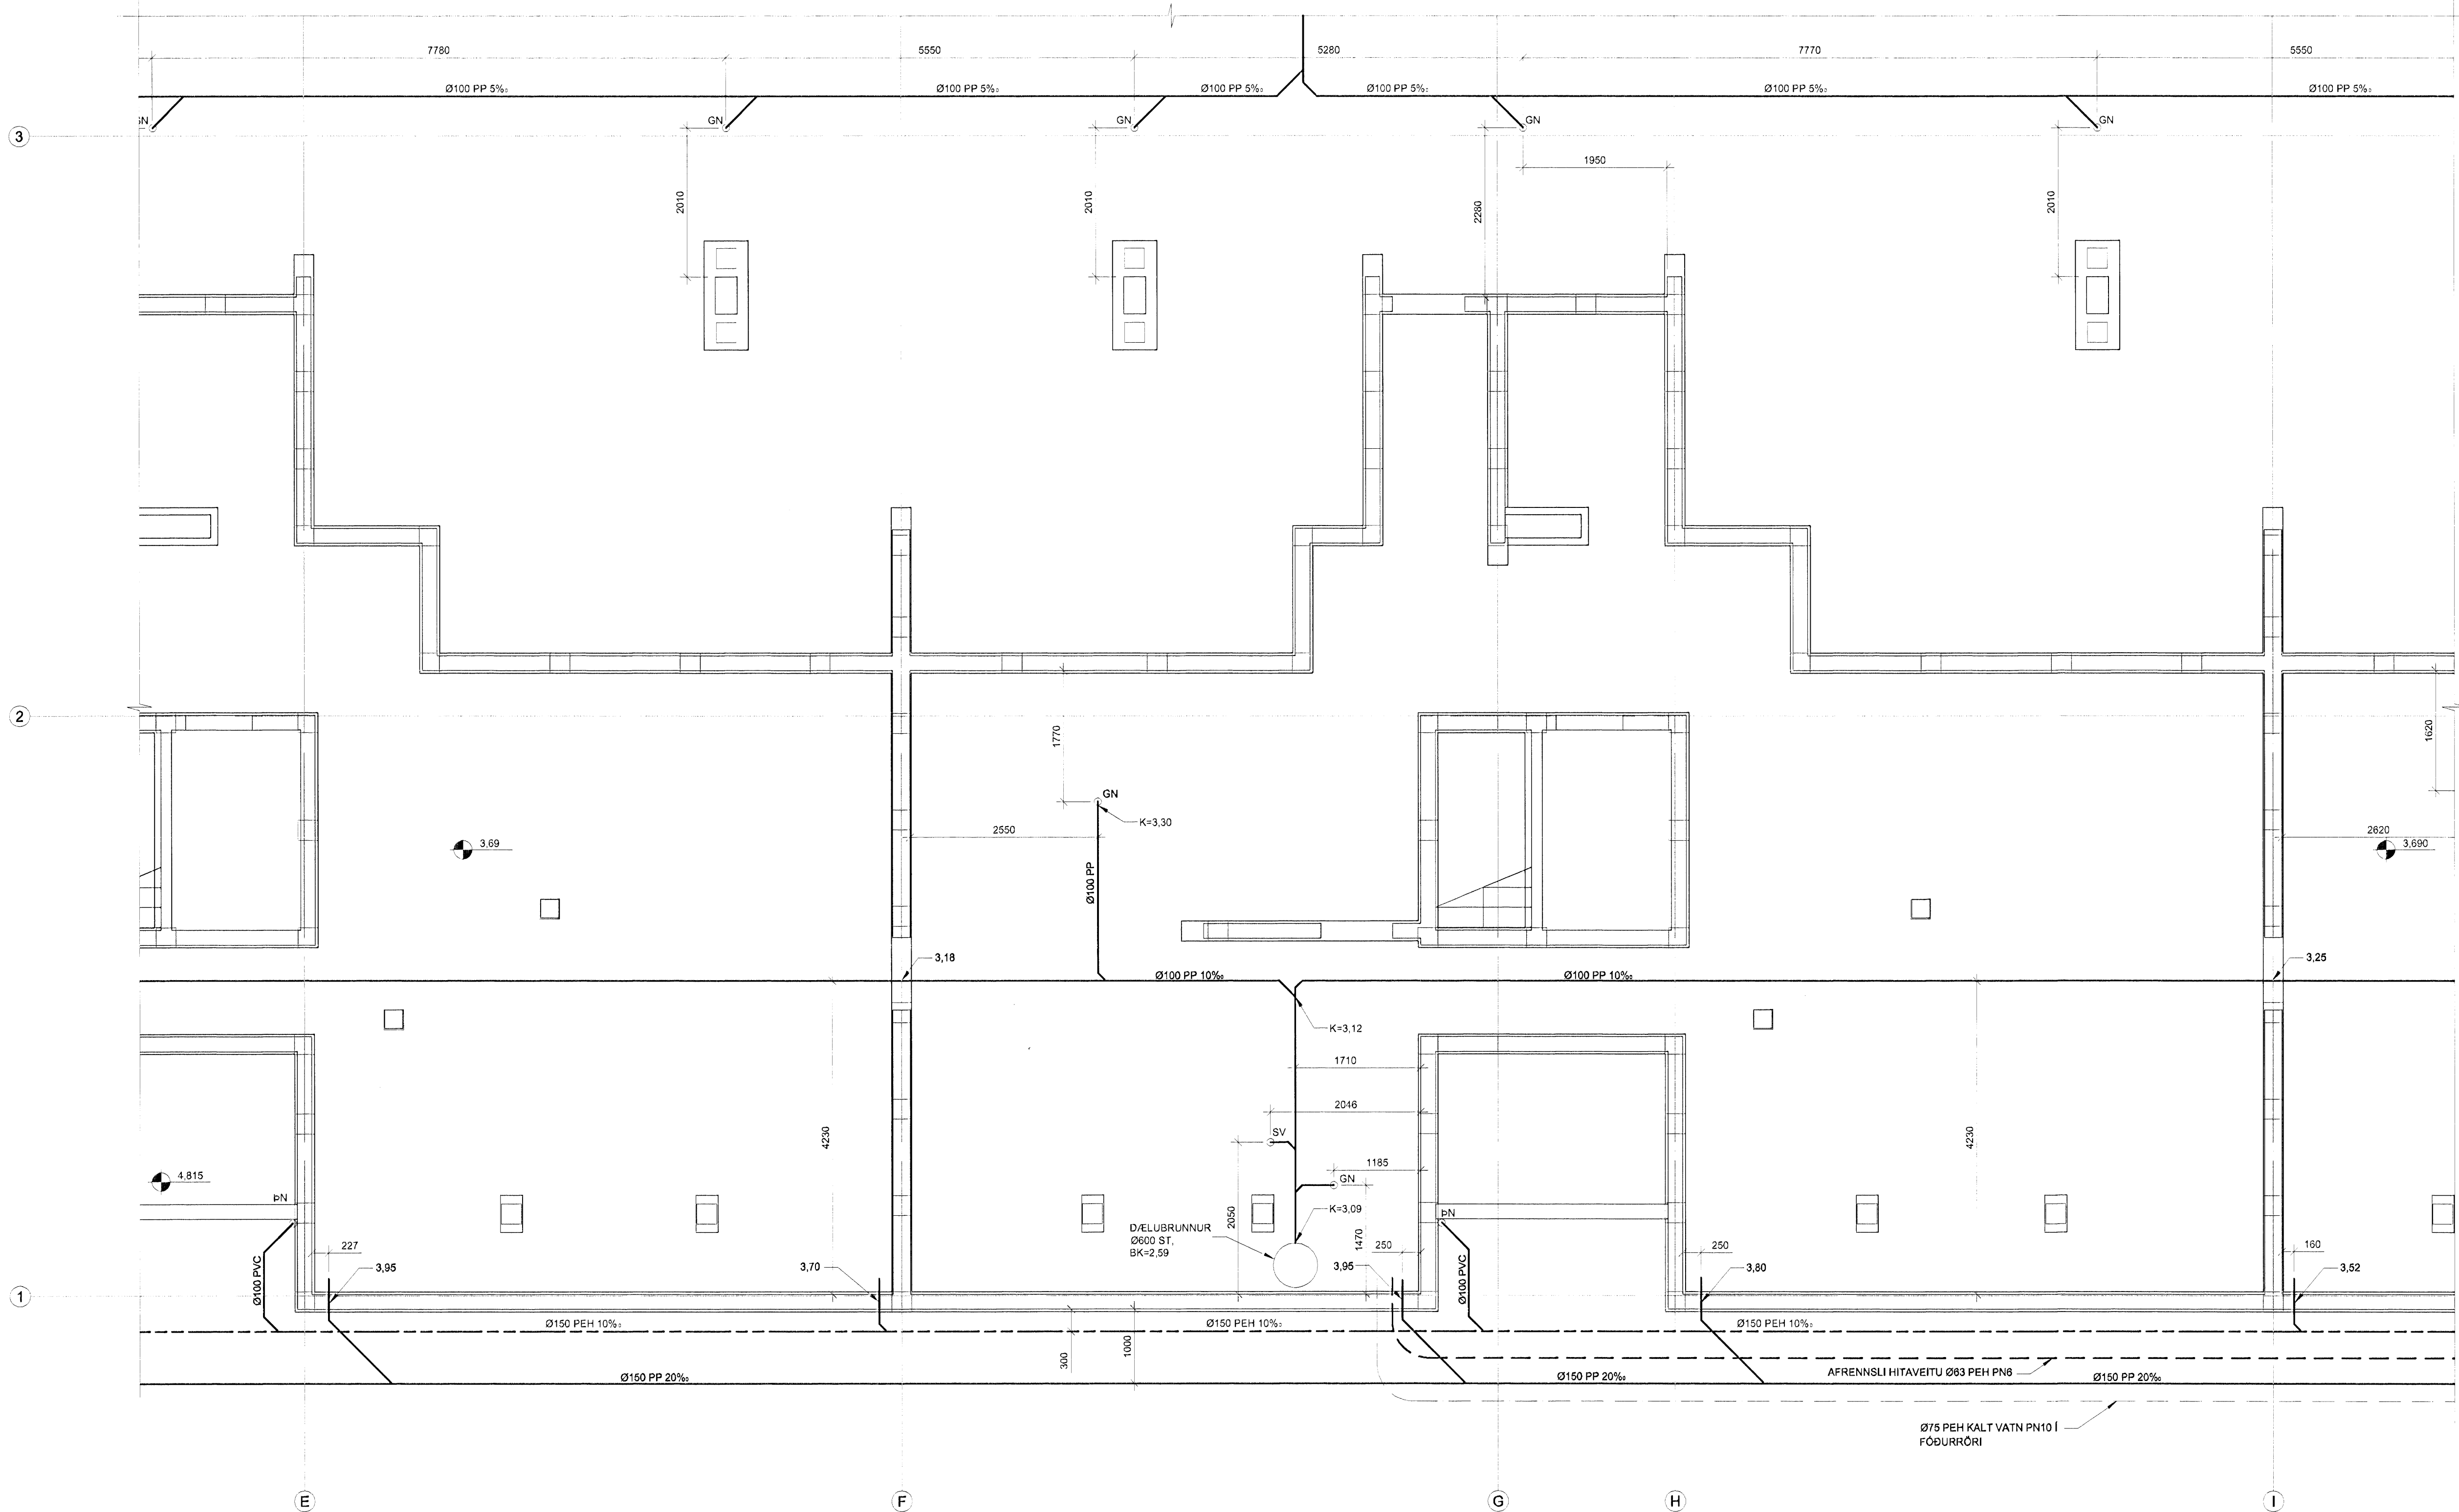 7780
5550
5280
7770
5550
Ø100 PP 5‰
Ø100 PP 5‰
Ø100 PP 5‰
Ø100 PP 5‰
Ø100 PP 5‰
Ø100 PP 5‰
GN
GN
GN
GN
GN
3
1950
2010
2010
2280
2010
2
1770
1620
GN
K=3,30
2550
2620
3,69
3,690
Ø100 PP
3,18
3,25
Ø100 PP 10‰
Ø100 PP 10‰
K=3,12
1710
2046
SV
4230
4230
1185
GN
4,815
ÞN
2050
K=3,09
1470
ÞN
DÆLUBRUNNUR
Ø600 ST,
BK=2,59
227
250
250
160
3,95
3,70
3,95
3,80
3,52
Ø100 PVC
Ø100 PVC
1
Ø150 PEH 10‰
Ø150 PEH 10‰
Ø150 PEH 10‰
300
1000
Ø150 PP 20‰
Ø150 PP 20‰
AFRENNSLI HITAVEITU Ø63 PEH PN6
Ø150 PP 20‰
Ø75 PEH KALT VATN PN10 Í
FÓÐURRÖRI
E
F
G
H
I